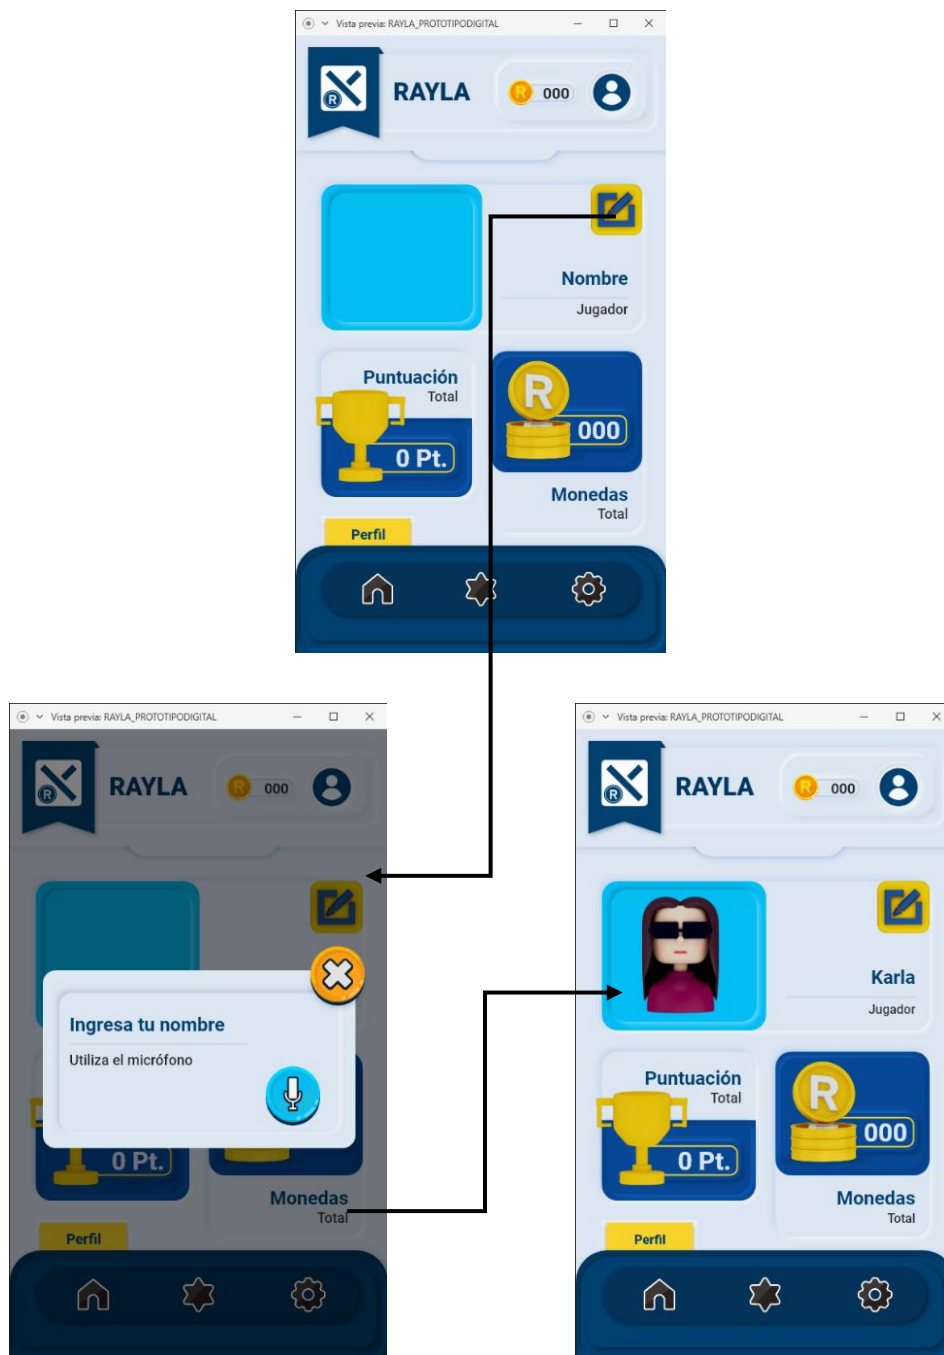 Vista previa: RAYLA_PROTOTIPODIGITAL
R
RAYLA
R 000
Nombre
Jugador
Puntuación
Total
0 Pt.
R
000
Monedas
Total
Perfil
Vista previa: RAYLA_PROTOTIPODIGITAL
R
RAYLA
R 000
Ingresa tu nombre
Utiliza el micrófono
0 Pt.
Monedas
Total
Perfil
Vista previa: RAYLA_PROTOTIPODIGITAL
R
RAYLA
R 000
Karla
Jugador
Puntuación
Total
0 Pt.
R
000
Monedas
Total
Perfil